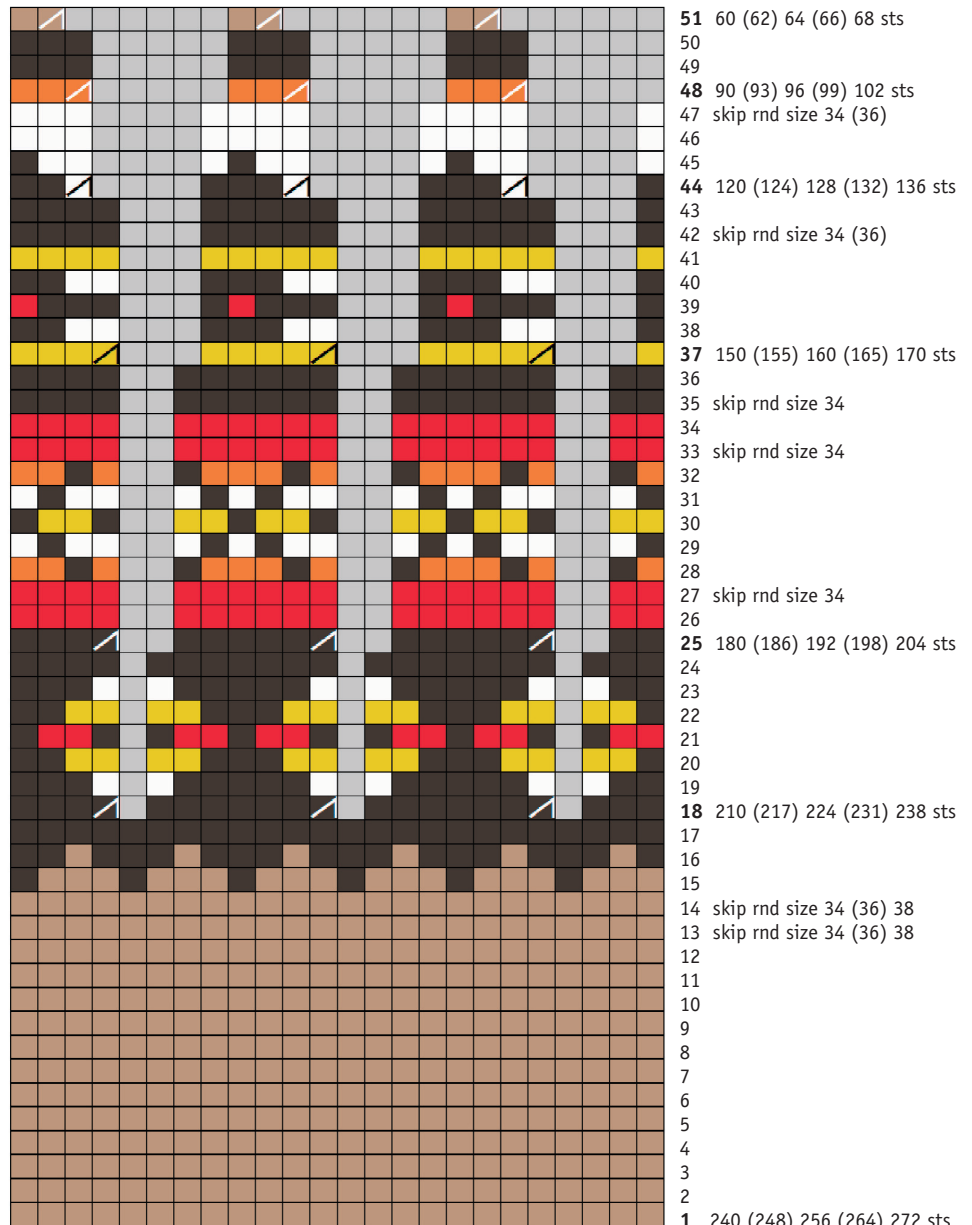 51 60 (62) 64 (66) 68 sts
50
49
48 90 (93) 96 (99) 102 sts
47 skip rnd size 34 (36)
46
45
44 120 (124) 128 (132) 136 sts
43
42 skip rnd size 34 (36)
41
40
39
38
37 150 (155) 160 (165) 170 sts
36
35 skip rnd size 34
34
33 skip rnd size 34
32
31
30
29
28
27 skip rnd size 34
26
25 180 (186) 192 (198) 204 sts
24
23
22
21
20
19
18 210 (217) 224 (231) 238 sts
17
16
15
14 skip rnd size 34 (36) 38
13 skip rnd size 34 (36) 38
12
11
10
9
8
7
6
5
4
3
2
1 240 (248) 256 (264) 272 sts